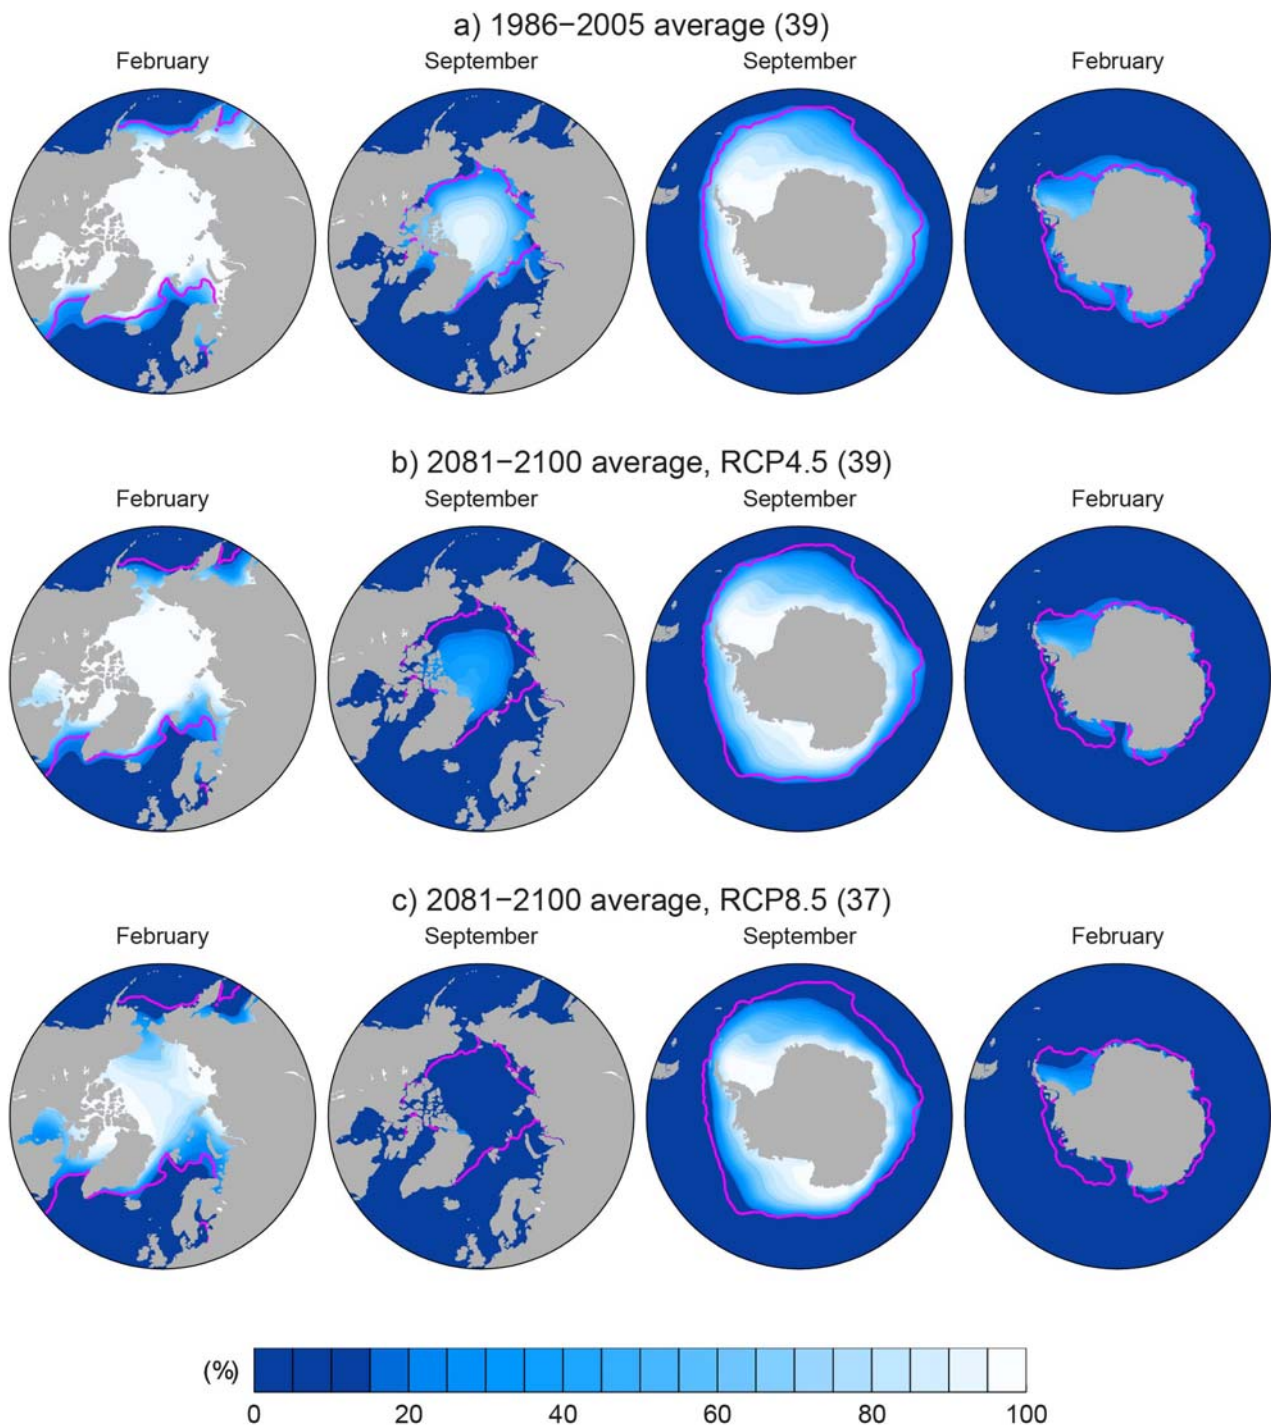 a) 1986−2005 average (39)
February
September
September
February
b) 2081−2100 average, RCP4.5 (39)
February
September
September
February
c) 2081−2100 average, RCP8.5 (37)
February
September
September
February
(%)
0
20
40
60
80
100